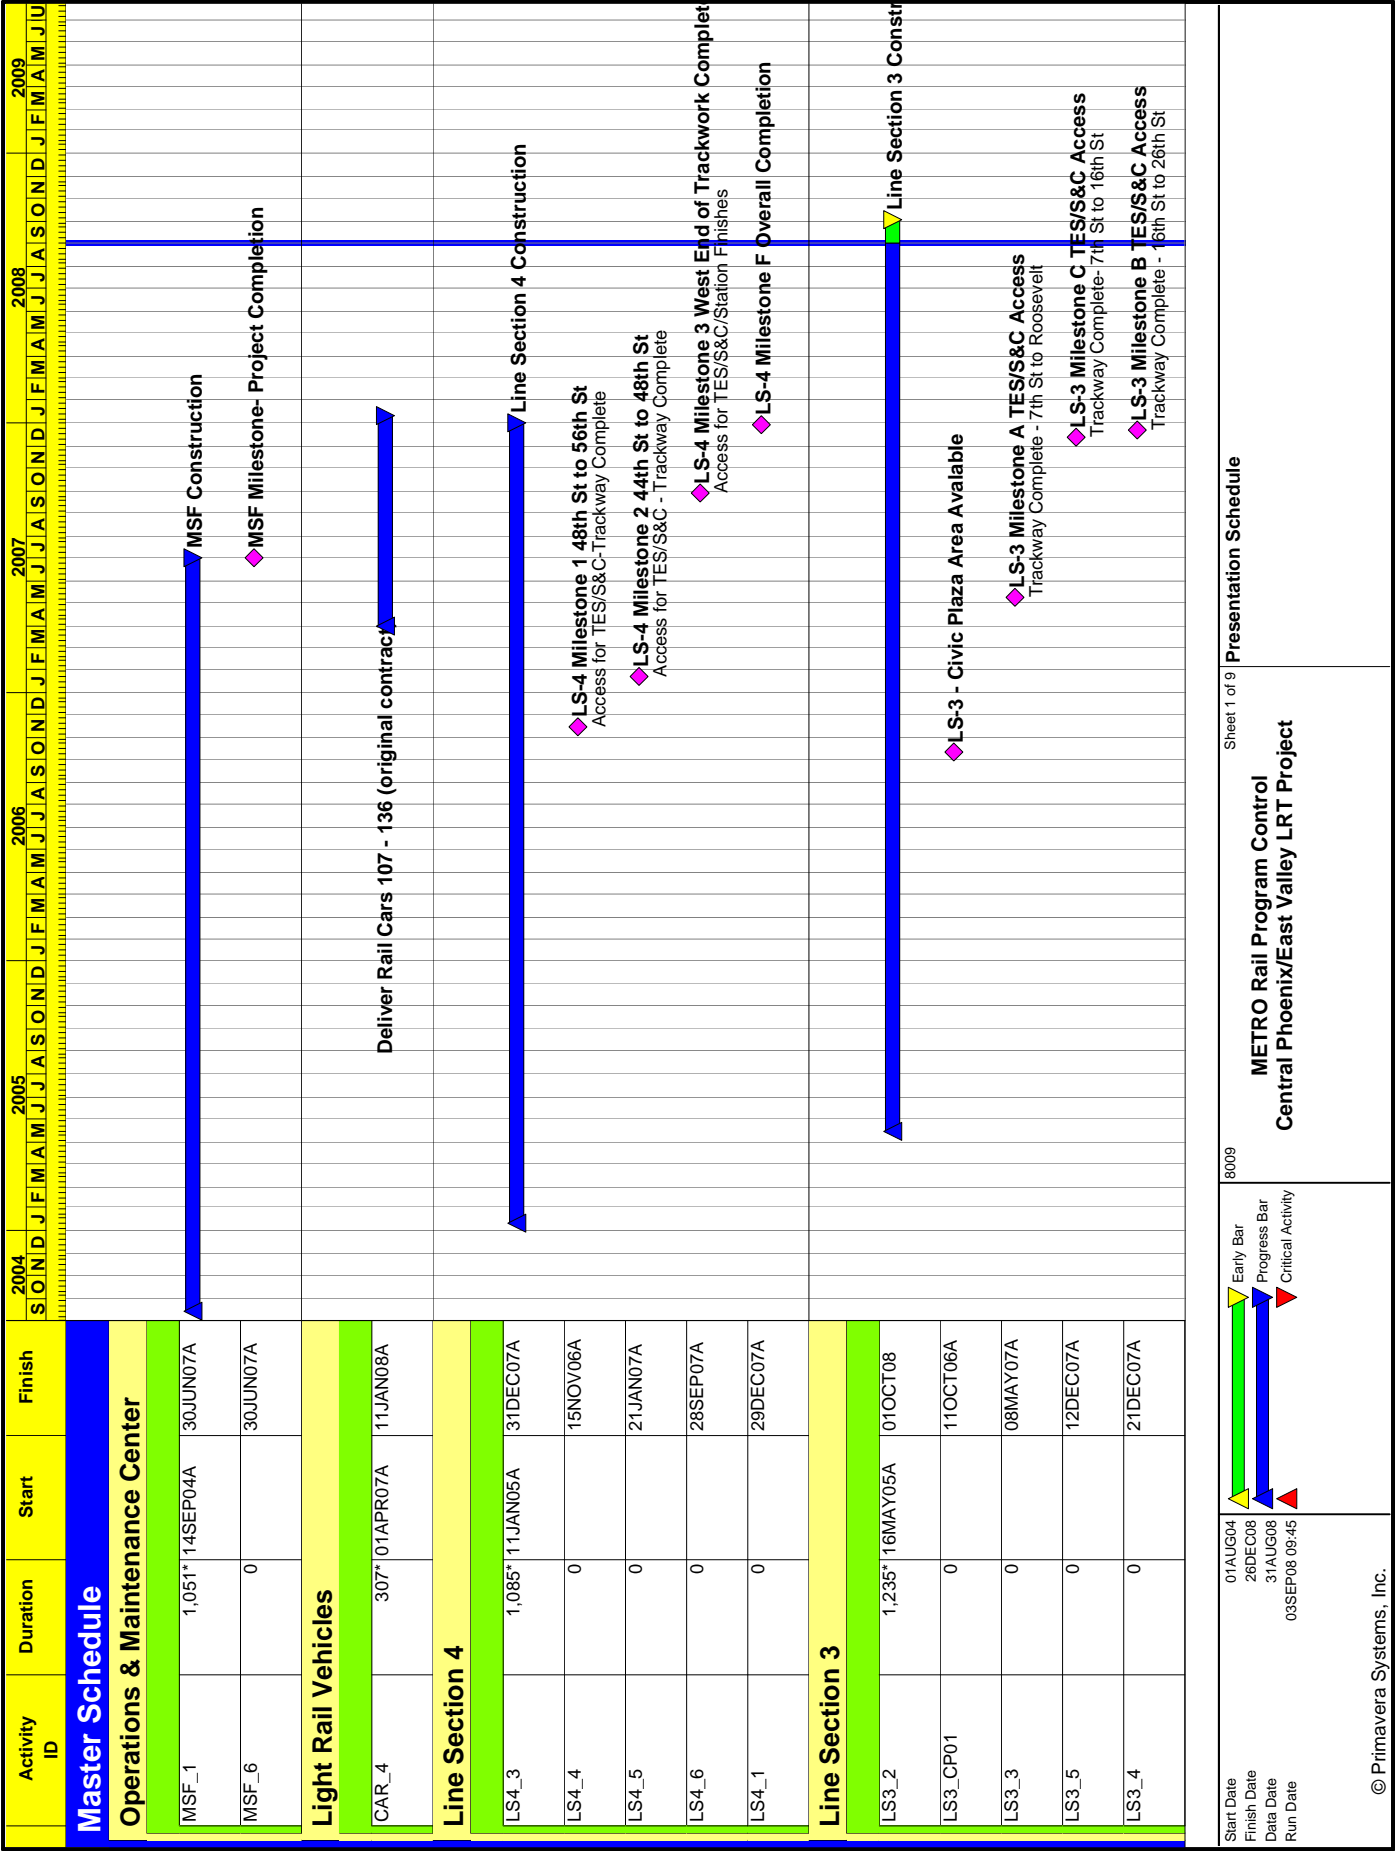 Activity ID Duration Start Finish
2004 2005 2006 2007 2008 2009
S O N D J F M A M J J A S O N D J F M A M J J A S O N D J F M A M J J A S O N D J F M A M J J A S O N D J F M A M J U
Master Schedule
Operations & Maintenance Center
MSF_1 1,051* 14SEP04A 30JUN07A MSF Construction
MSF_6 0 30JUN07A MSF Milestone- Project Completion
Light Rail Vehicles
CAR_4 307* 01APR07A 11JAN08A Deliver Rail Cars 107 - 136 (original contract
Line Section 4
LS4_3 1,085* 11JAN05A 31DEC07A Line Section 4 Construction
LS4_4 0 15NOV06A LS-4 Milestone 1 48th St to 56th St
Access for TES/S&C-Trackway Complete
LS4_5 0 21JAN07A LS-4 Milestone 2 44th St to 48th St
Access for TES/S&C - Trackway Complete
LS4_6 0 28SEP07A LS-4 Milestone 3 West End of Trackwork Complet
Access for TES/S&C/Station Finishes
LS4_1 0 29DEC07A LS-4 Milestone F Overall Completion
Line Section 3
LS3_2 1,235* 16MAY05A 01OCT08 Line Section 3 Constr
LS3_CP01 0 11OCT06A LS-3 - Civic Plaza Area Avalable
LS3_3 0 08MAY07A LS-3 Milestone A TES/S&C Access
Trackway Complete - 7th St to Roosevelt
LS3_5 0 12DEC07A LS-3 Milestone C TES/S&C Access
Trackway Complete- 7th St to 16th St
LS3_4 0 21DEC07A LS-3 Milestone B TES/S&C Access
Trackway Complete - 16th St to 26th St
Start Date 01AUG04
Finish Date 26DEC08
Data Date 31AUG08
Run Date 03SEP08 09:45
© Primavera Systems, Inc.
Early Bar
Progress Bar
Critical Activity
8009
METRO Rail Program Control
Central Phoenix/East Valley LRT Project
Sheet 1 of 9
Presentation Schedule